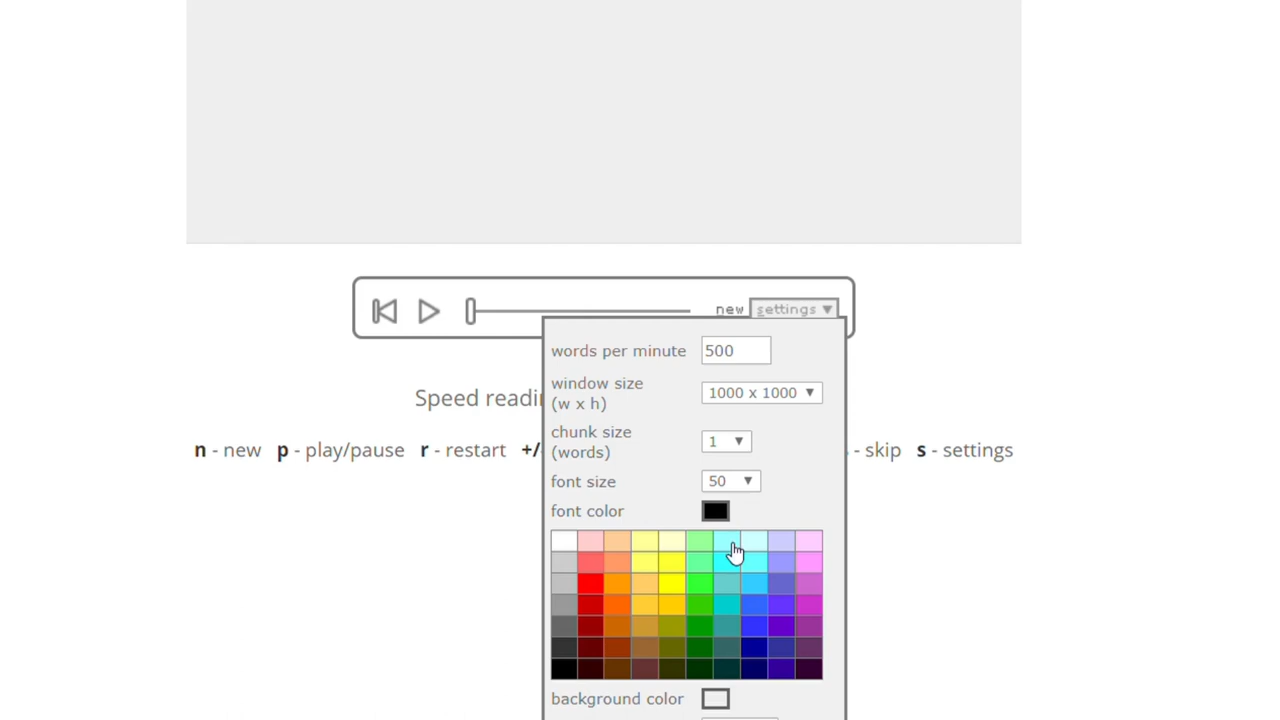 new settings ▼
words per minute 500
window size
(w x h) 1000 x 1000 ▼
Speed readi
chunk size
(words) 1 ▼
n - new p - play/pause r - restart +/ - skip s - settings
font size 50 ▼
font color
background color